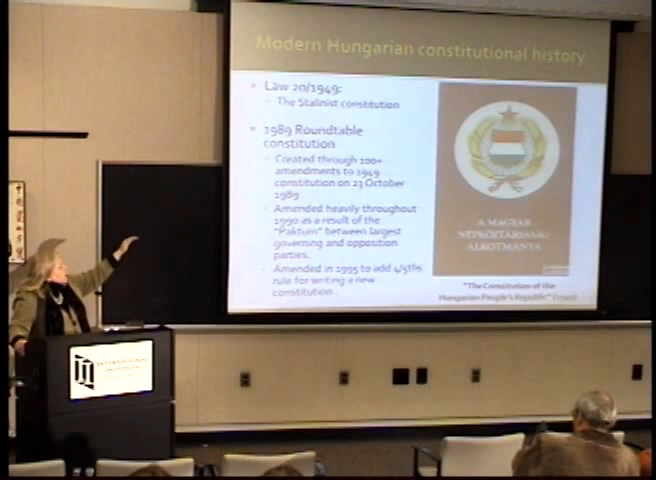 Modern Hungarian constitutional history
Law 20/1949:
The Stalinist constitution
1989 Roundtable
constitution
Created through 100+
amendments to 1949
constitution on 23 October
1989
Amended heavily throughout
1990 as a result of the
"Paktum" between largest
governing and opposition
parties.
Amended in 1995 to add 4/5ths
rule for writing a new
constitution.
A MAGYAR
NÉPKÖZTÁRSASÁG
ALKOTMÁNYA
"The Constitution of the
Hungarian People's Republic" (1949)